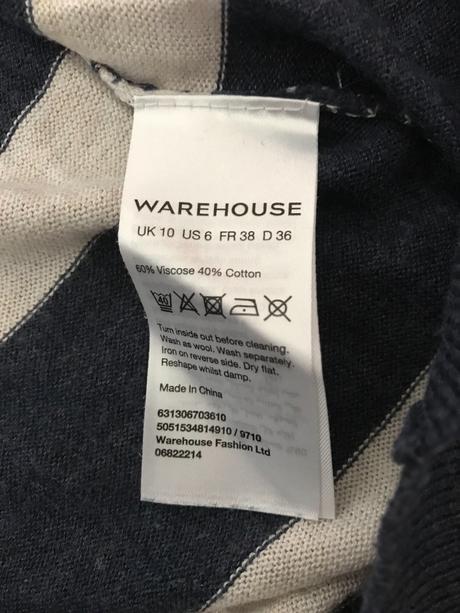 WAREHOUSE
UK 10 US 6 FR 38 D 36
60% Viscose 40% Cotton
40
Turn inside out before cleaning.
Wash as wool. Wash separately.
Iron on reverse side. Dry flat.
Reshape whilst damp.
Made in China
631306703610
5051534814910 / 9710
Warehouse Fashion Ltd
06822214